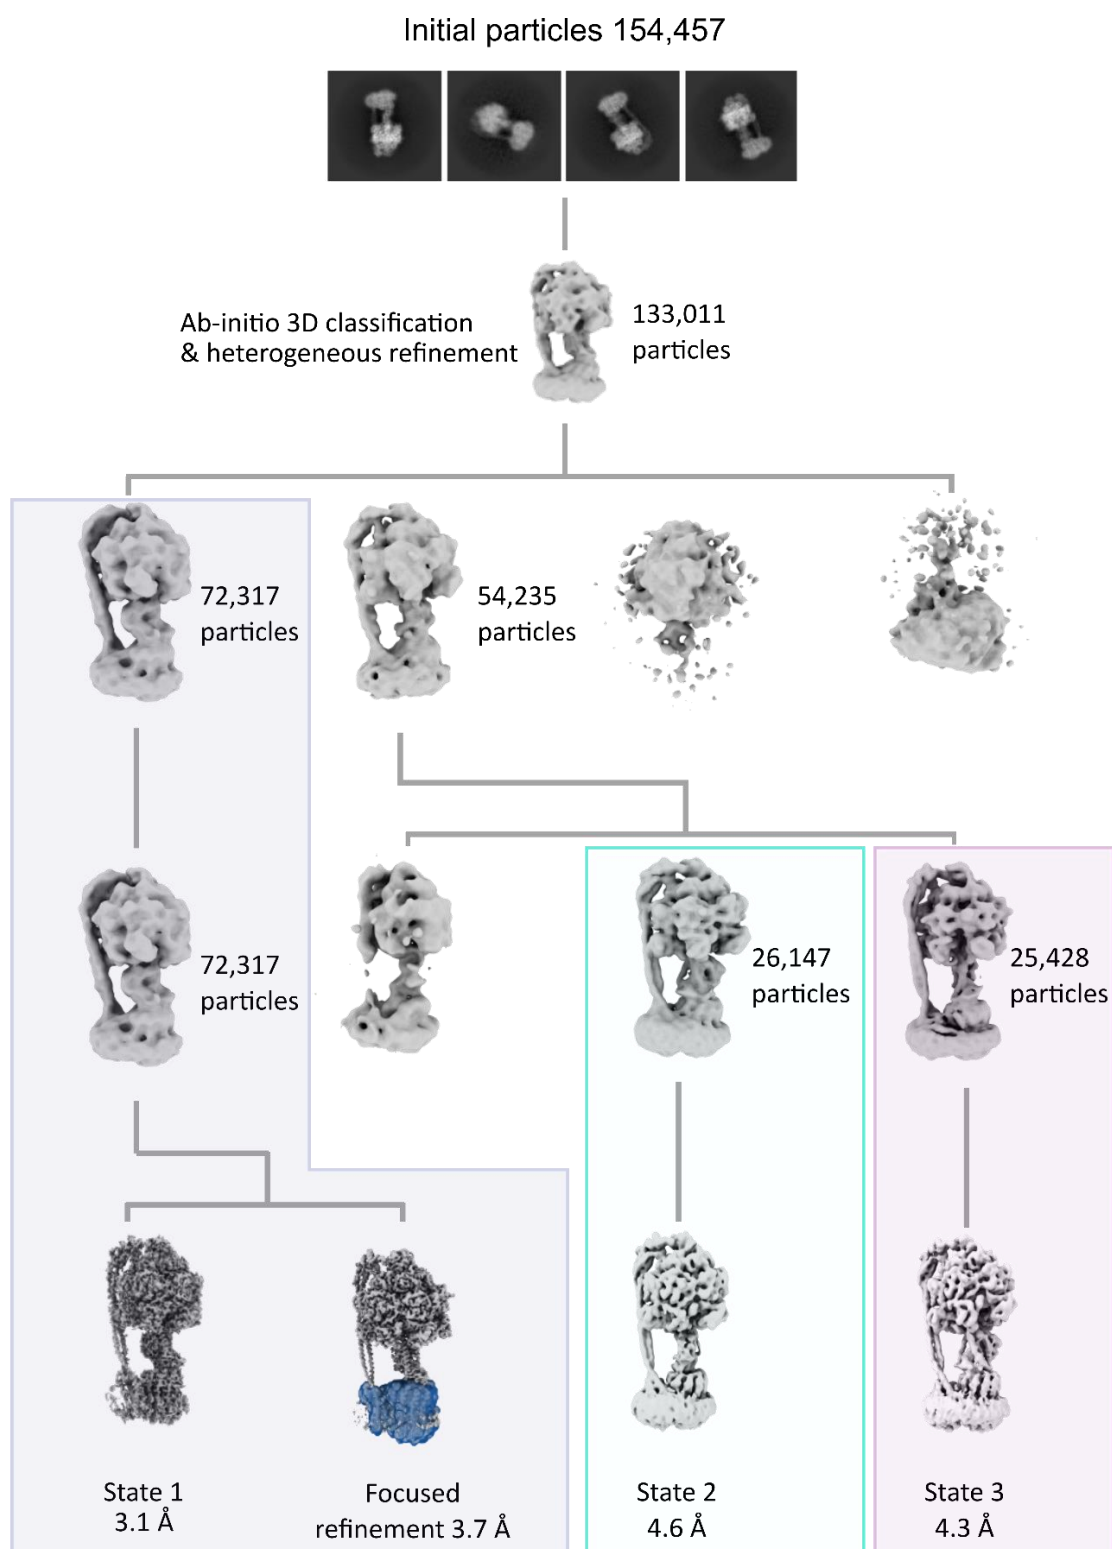 Initial particles 154,457
Ab-initio 3D classification
& heterogeneous refinement
133,011
particles
72,317
particles
54,235
particles
72,317
particles
26,147
particles
25,428
particles
State 1
3.1 Å
Focused
refinement 3.7 Å
State 2
4.6 Å
State 3
4.3 Å